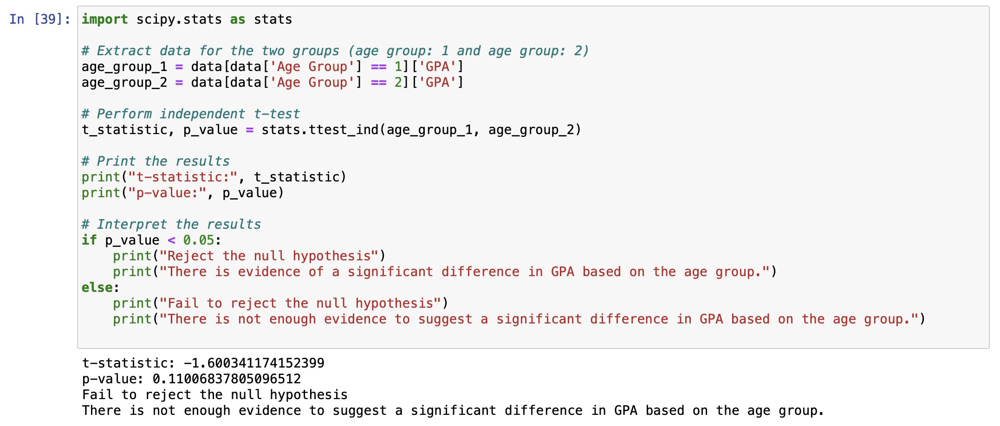 In [39]: import scipy.stats as stats
# Extract data for the two groups (age group: 1 and age group: 2)
age_group_1 = data[data['Age Group'] == 1]['GPA']
age_group_2 = data[data['Age Group'] == 2]['GPA']
# Perform independent t-test
t_statistic, p_value = stats.ttest_ind(age_group_1, age_group_2)
# Print the results
print("t-statistic:", t_statistic)
print("p-value:", p_value)
# Interpret the results
if p_value < 0.05:
    print("Reject the null hypothesis")
    print("There is evidence of a significant difference in GPA based on the age group.")
else:
    print("Fail to reject the null hypothesis")
    print("There is not enough evidence to suggest a significant difference in GPA based on the age group.")
t-statistic: -1.600341174152399
p-value: 0.11006837805096512
Fail to reject the null hypothesis
There is not enough evidence to suggest a significant difference in GPA based on the age group.